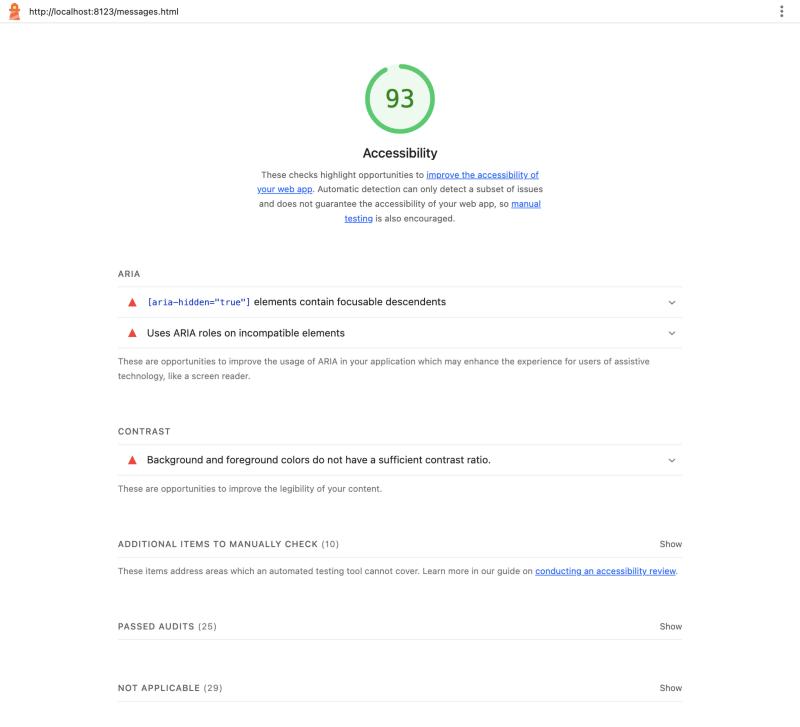 http://localhost:8123/messages.html
93
Accessibility
These checks highlight opportunities to improve the accessibility of
your web app. Automatic detection can only detect a subset of issues
and does not guarantee the accessibility of your web app, so manual
testing is also encouraged.
ARIA
[aria-hidden="true"] elements contain focusable descendents
Uses ARIA roles on incompatible elements
These are opportunities to improve the usage of ARIA in your application which may enhance the experience for users of assistive
technology, like a screen reader.
CONTRAST
Background and foreground colors do not have a sufficient contrast ratio.
These are opportunities to improve the legibility of your content.
ADDITIONAL ITEMS TO MANUALLY CHECK (10) Show
These items address areas which an automated testing tool cannot cover. Learn more in our guide on conducting an accessibility review.
PASSED AUDITS (25) Show
NOT APPLICABLE (29) Show